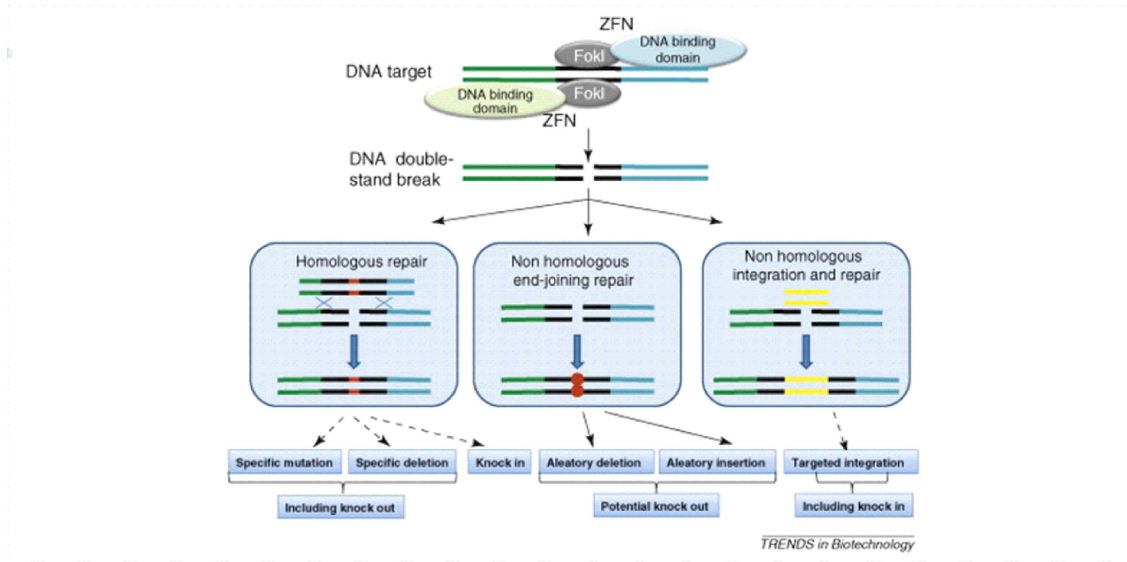 ZFN
FokI
DNA binding
domain
DNA target
DNA binding
domain
FokI
ZFN
DNA double-
stand break
Homologous repair
Non homologous
end-joining repair
Non homologous
integration and repair
Specific mutation
Specific deletion
Knock in
Aleatory deletion
Aleatory insertion
Targeted integration
Including knock out
Potential knock out
Including knock in
TRENDS in Biotechnology